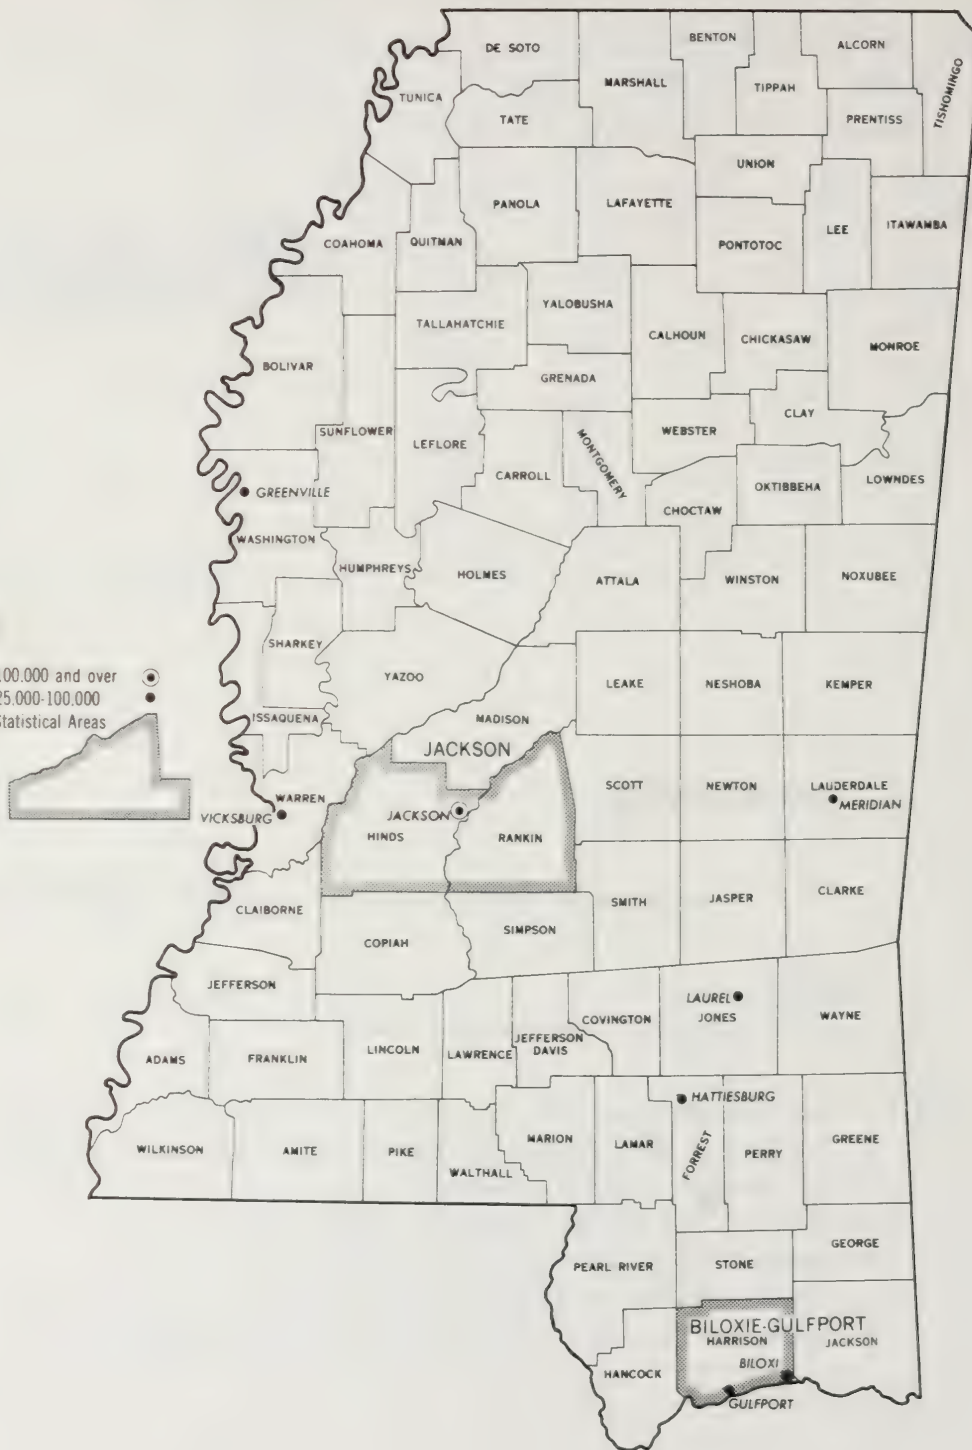 BENTON
DE SOTO
ALCORN
MARSHALL
TIPPAH
TISHOMINGO
TUNICA
TATE
PRENTISS
UNION
PANOLA
LAFAYETTE
LEE
ITAWAMBA
COAHOMA
QUITMAN
PONTOTOC
YALOBUSHA
TALLAHATCHIE
CALHOUN
CHICKASAW
MONROE
BOLIVAR
GRENADA
CLAY
SUNFLOWER
LEFLORE
WEBSTER
MONTGOMERY
CARROLL
OKTIBBEHA
LOWNDES
GREENVILLE
CHOCTAW
WASHINGTON
HUMPHREYS
HOLMES
ATTALA
WINSTON
NOXUBEE
SHARKEY
00,000 and over
25,000-100,000
Statistical Areas
YAZOO
LEAKE
NESHOBA
KEMPER
ISSAQUENA
MADISON
JACKSON
SCOTT
NEWTON
LAUDERDALE
MERIDIAN
WARREN
VICKSBURG
JACKSON
HINDS
RANKIN
CLAIBORNE
SMITH
JASPER
CLARKE
COPIAH
SIMPSON
JEFFERSON
LAUREL
JONES
WAYNE
COVINGTON
ADAMS
FRANKLIN
LINCOLN
LAWRENCE
JEFFERSON
DAVIS
HATTIESBURG
WILKINSON
AMITE
PIKE
WALTHALL
MARION
LAMAR
FORREST
PERRY
GREENE
GEORGE
PEARL RIVER
STONE
BILOXIE-GULFPORT
HARRISON
JACKSON
BILOXI
HANCOCK
GULFPORT